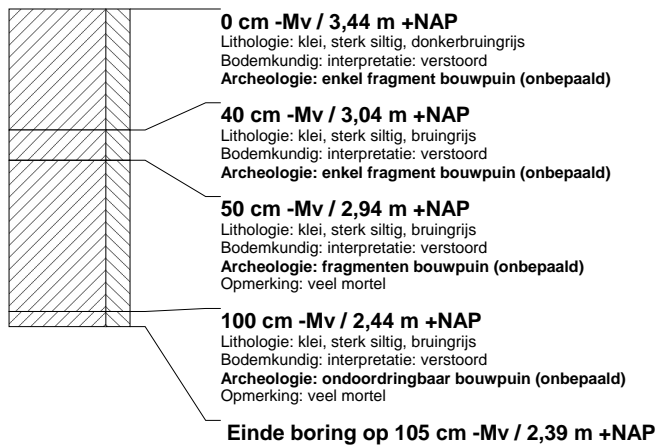 0 cm -Mv / 3,44 m +NAP
Lithologie: klei, sterk siltig, donkerbruingrijs
Bodemkundig: interpretatie: verstoord
Archeologie: enkel fragment bouwpuin (onbepaald)
40 cm -Mv / 3,04 m +NAP
Lithologie: klei, sterk siltig, bruingrijs
Bodemkundig: interpretatie: verstoord
Archeologie: enkel fragment bouwpuin (onbepaald)
50 cm -Mv / 2,94 m +NAP
Lithologie: klei, sterk siltig, bruingrijs
Bodemkundig: interpretatie: verstoord
Archeologie: fragmenten bouwpuin (onbepaald)
Opmerking: veel mortel
100 cm -Mv / 2,44 m +NAP
Lithologie: klei, sterk siltig, bruingrijs
Bodemkundig: interpretatie: verstoord
Archeologie: ondoordringbaar bouwpuin (onbepaald)
Opmerking: veel mortel
Einde boring op 105 cm -Mv / 2,39 m +NAP